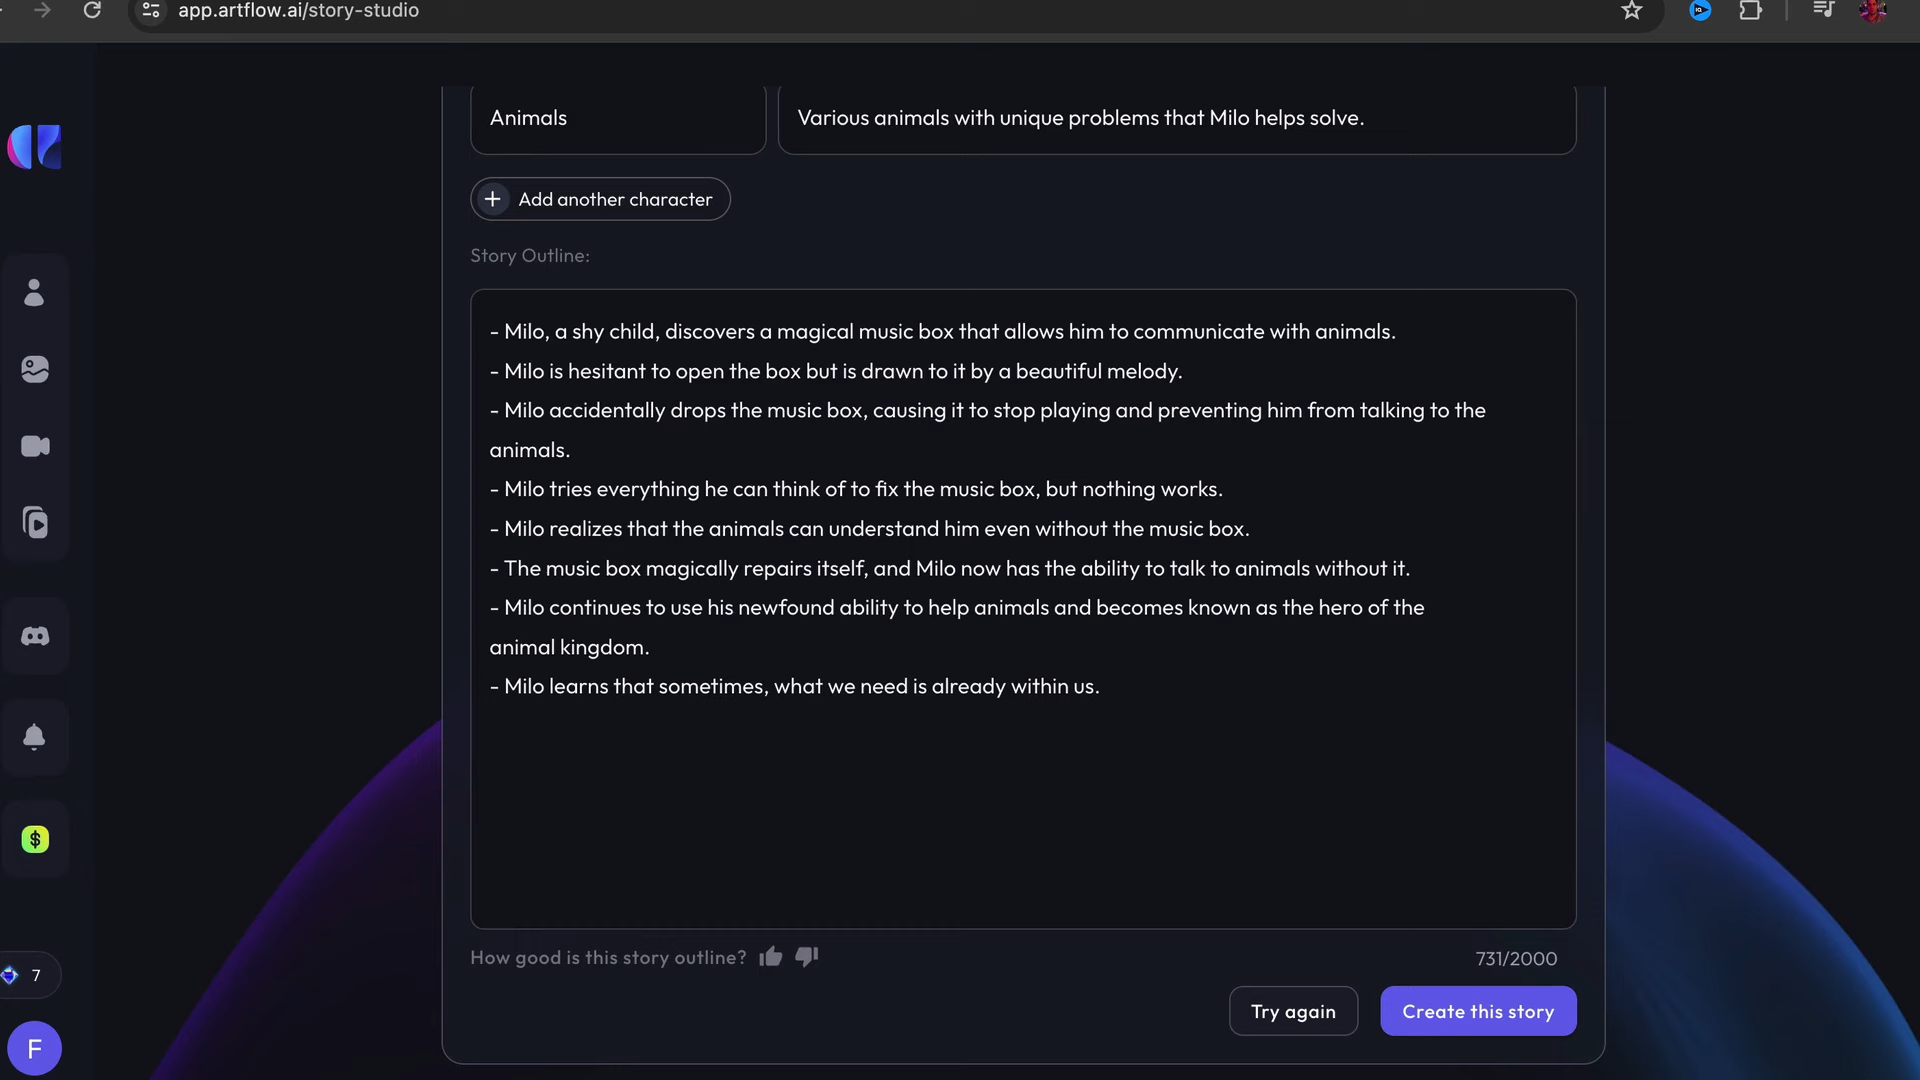 app.artflow.ai/story-studio
Animals
Various animals with unique problems that Milo helps solve.
Add another character
Story Outline:
- Milo, a shy child, discovers a magical music box that allows him to communicate with animals.
- Milo is hesitant to open the box but is drawn to it by a beautiful melody.
- Milo accidentally drops the music box, causing it to stop playing and preventing him from talking to the
animals.
- Milo tries everything he can think of to fix the music box, but nothing works.
- Milo realizes that the animals can understand him even without the music box.
- The music box magically repairs itself, and Milo now has the ability to talk to animals without it.
- Milo continues to use his newfound ability to help animals and becomes known as the hero of the
animal kingdom.
- Milo learns that sometimes, what we need is already within us.
How good is this story outline?
731/2000
7
Try again
Create this story
F